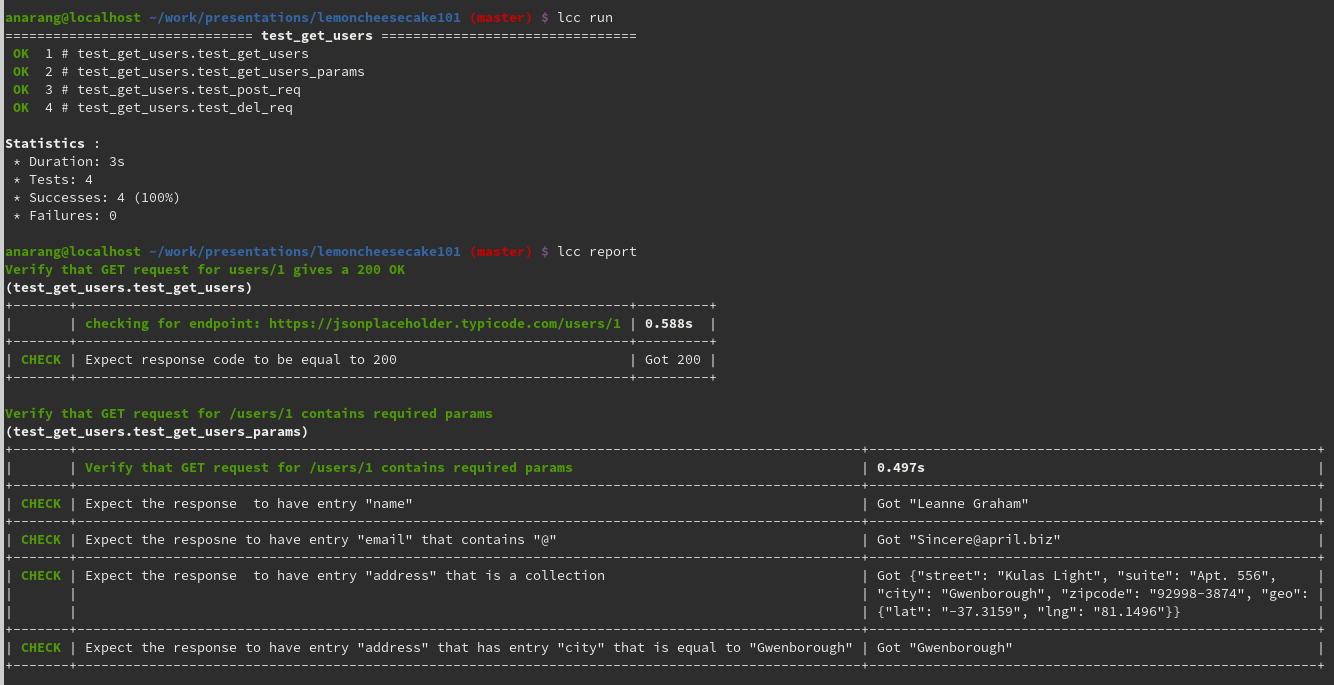 anarang@localhost ~/work/presentations/lemoncheesecake101 (master) $ lcc run
=============================== test_get_users ================================
OK  1 # test_get_users.test_get_users
OK  2 # test_get_users.test_get_users_params
OK  3 # test_get_users.test_post_req
OK  4 # test_get_users.test_del_req
Statistics :
* Duration: 3s
* Tests: 4
* Successes: 4 (100%)
* Failures: 0
anarang@localhost ~/work/presentations/lemoncheesecake101 (master) $ lcc report
Verify that GET request for users/1 gives a 200 OK
(test_get_users.test_get_users)
| | checking for endpoint: https://jsonplaceholder.typicode.com/users/1 | 0.588s |
| CHECK | Expect response code to be equal to 200 | Got 200 |
Verify that GET request for /users/1 contains required params
(test_get_users.test_get_users_params)
| | Verify that GET request for /users/1 contains required params | 0.497s |
| CHECK | Expect the response  to have entry "name" | Got "Leanne Graham" |
| CHECK | Expect the resposne to have entry "email" that contains "@" | Got "Sincere@april.biz" |
| CHECK | Expect the response  to have entry "address" that is a collection | Got {"street": "Kulas Light", "suite": "Apt. 556", |
| | | "city": "Gwenborough", "zipcode": "92998-3874", "geo": |
| | | {"lat": "-37.3159", "lng": "81.1496"}} |
| CHECK | Expect the response to have entry "address" that has entry "city" that is equal to "Gwenborough" | Got "Gwenborough" |